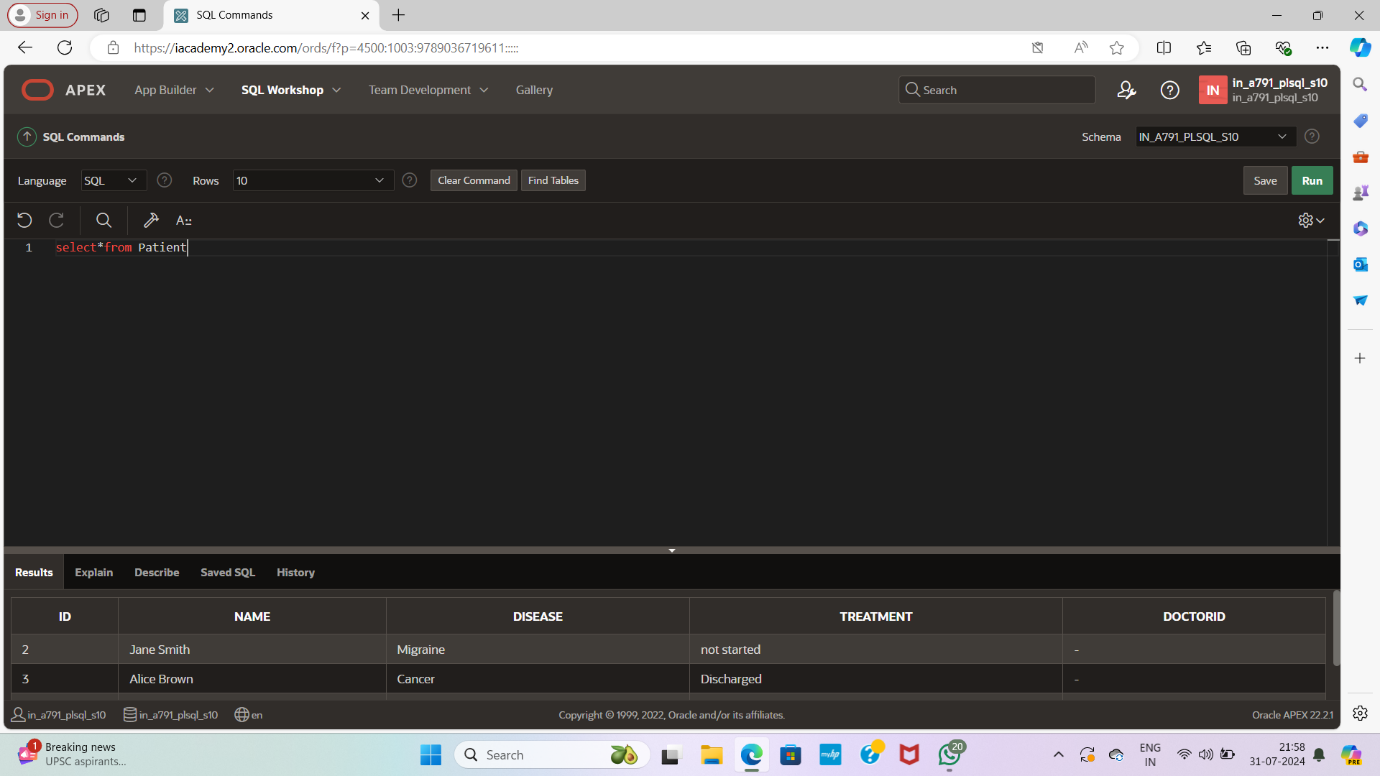 Sign in
SQL Commands
https://iacademy2.oracle.com/ords/f?p=4500:1003:9789036719611:::::
APEX App Builder SQL Workshop Team Development Gallery Search IN in_a791_plsql_s10
in_a791_plsql_s10
SQL Commands Schema IN_A791_PLSQL_S10
Language SQL Rows 10 Clear Command Find Tables Save Run
1 select*from Patient
Results Explain Describe Saved SQL History
ID NAME DISEASE TREATMENT DOCTORID
2 Jane Smith Migraine not started -
3 Alice Brown Cancer Discharged -
in_a791_plsql_s10 in_a791_plsql_s10 en Copyright © 1999, 2022, Oracle and/or its affiliates. Oracle APEX 22.2.1
1 Breaking news
UPSC aspirants...
Search
myhp
20
ENG
IN
21:58
31-07-2024
PRE